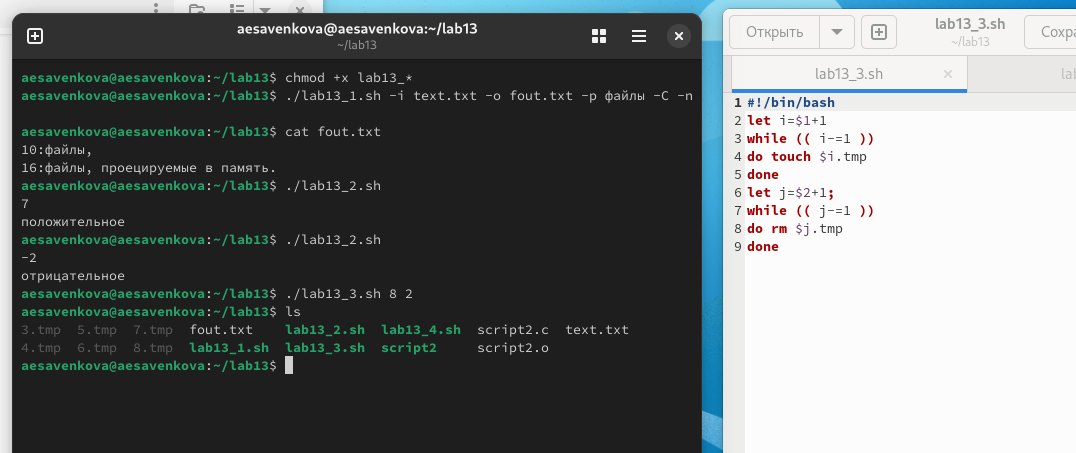 aesavenkova@aesavenkova:~/lab13
~/lab13
aesavenkova@aesavenkova:~/lab13$ chmod +x lab13_*
aesavenkova@aesavenkova:~/lab13$ ./lab13_1.sh -i text.txt -o fout.txt -p файлы -C -n
aesavenkova@aesavenkova:~/lab13$ cat fout.txt
10:файлы,
16:файлы, проецируемые в память.
aesavenkova@aesavenkova:~/lab13$ ./lab13_2.sh
7
положительное
aesavenkova@aesavenkova:~/lab13$ ./lab13_2.sh
-2
отрицательное
aesavenkova@aesavenkova:~/lab13$ ./lab13_3.sh 8 2
aesavenkova@aesavenkova:~/lab13$ ls
3.tmp 5.tmp 7.tmp fout.txt lab13_2.sh lab13_4.sh script2.c text.txt
4.tmp 6.tmp 8.tmp lab13_1.sh lab13_3.sh script2 script2.o
aesavenkova@aesavenkova:~/lab13$
Открыть
lab13_3.sh
~/lab13
Сохра
lab13_3.sh
lab
1 #!/bin/bash
2 let i=$1+1
3 while (( i-=1 ))
4 do touch $i.tmp
5 done
6 let j=$2+1;
7 while (( j-=1 ))
8 do rm $j.tmp
9 done